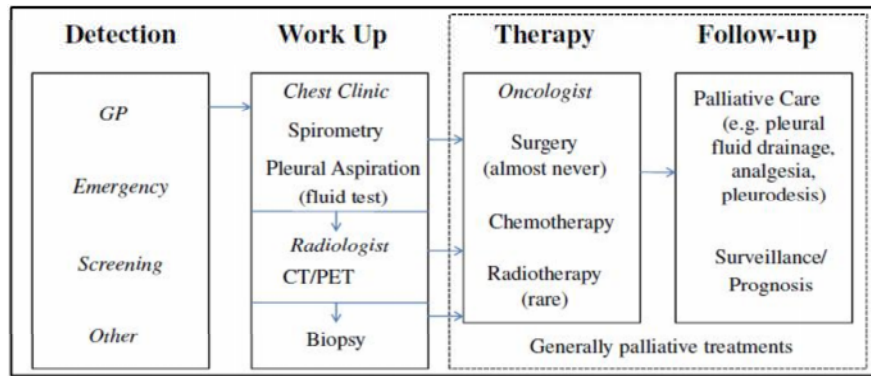 Detection
Work Up
Therapy
Follow-up
GP
Emergency
Screening
Other
Chest Clinic
Spirometry
Pleural Aspiration
(fluid test)
Radiologist
CT/PET
Biopsy
Oncologist
Surgery
(almost never)
Chemotherapy
Radiotherapy
(rare)
Palliative Care
(e.g. pleural
fluid drainage,
analgesia,
pleurodesis)
Surveillance/
Prognosis
Generally palliative treatments